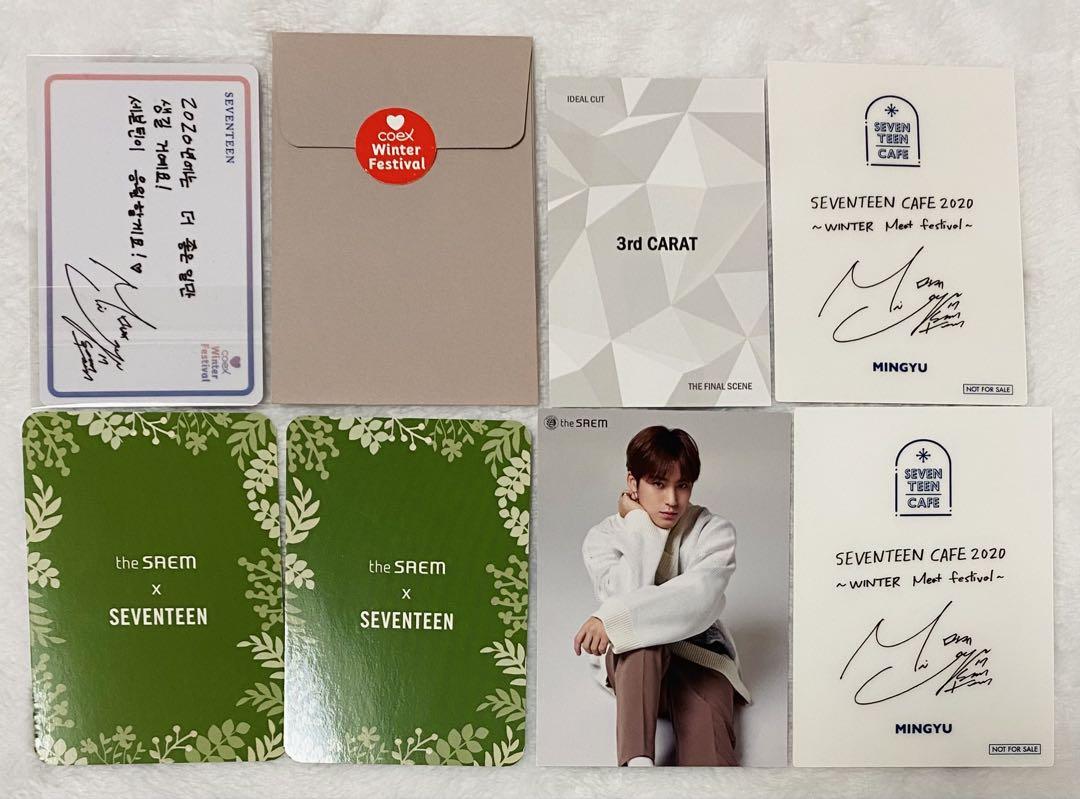 SEVENTEEN
2020년에는 더 좋은 일만
생길 거예요!
세븐틴이 응원할게요!♡
coex
Winter
Festival
coex
Winter
Festival
IDEAL CUT
3rd CARAT
THE FINAL SCENE
SEVEN
TEEN
CAFE
SEVENTEEN CAFE 2020
~WINTER Meet festival~
MINGYU
NOT FOR SALE
the SAEM
x
SEVENTEEN
the SAEM
x
SEVENTEEN
the SAEM
SEVEN
TEEN
CAFE
SEVENTEEN CAFE 2020
~WINTER Meet festival~
MINGYU
NOT FOR SALE